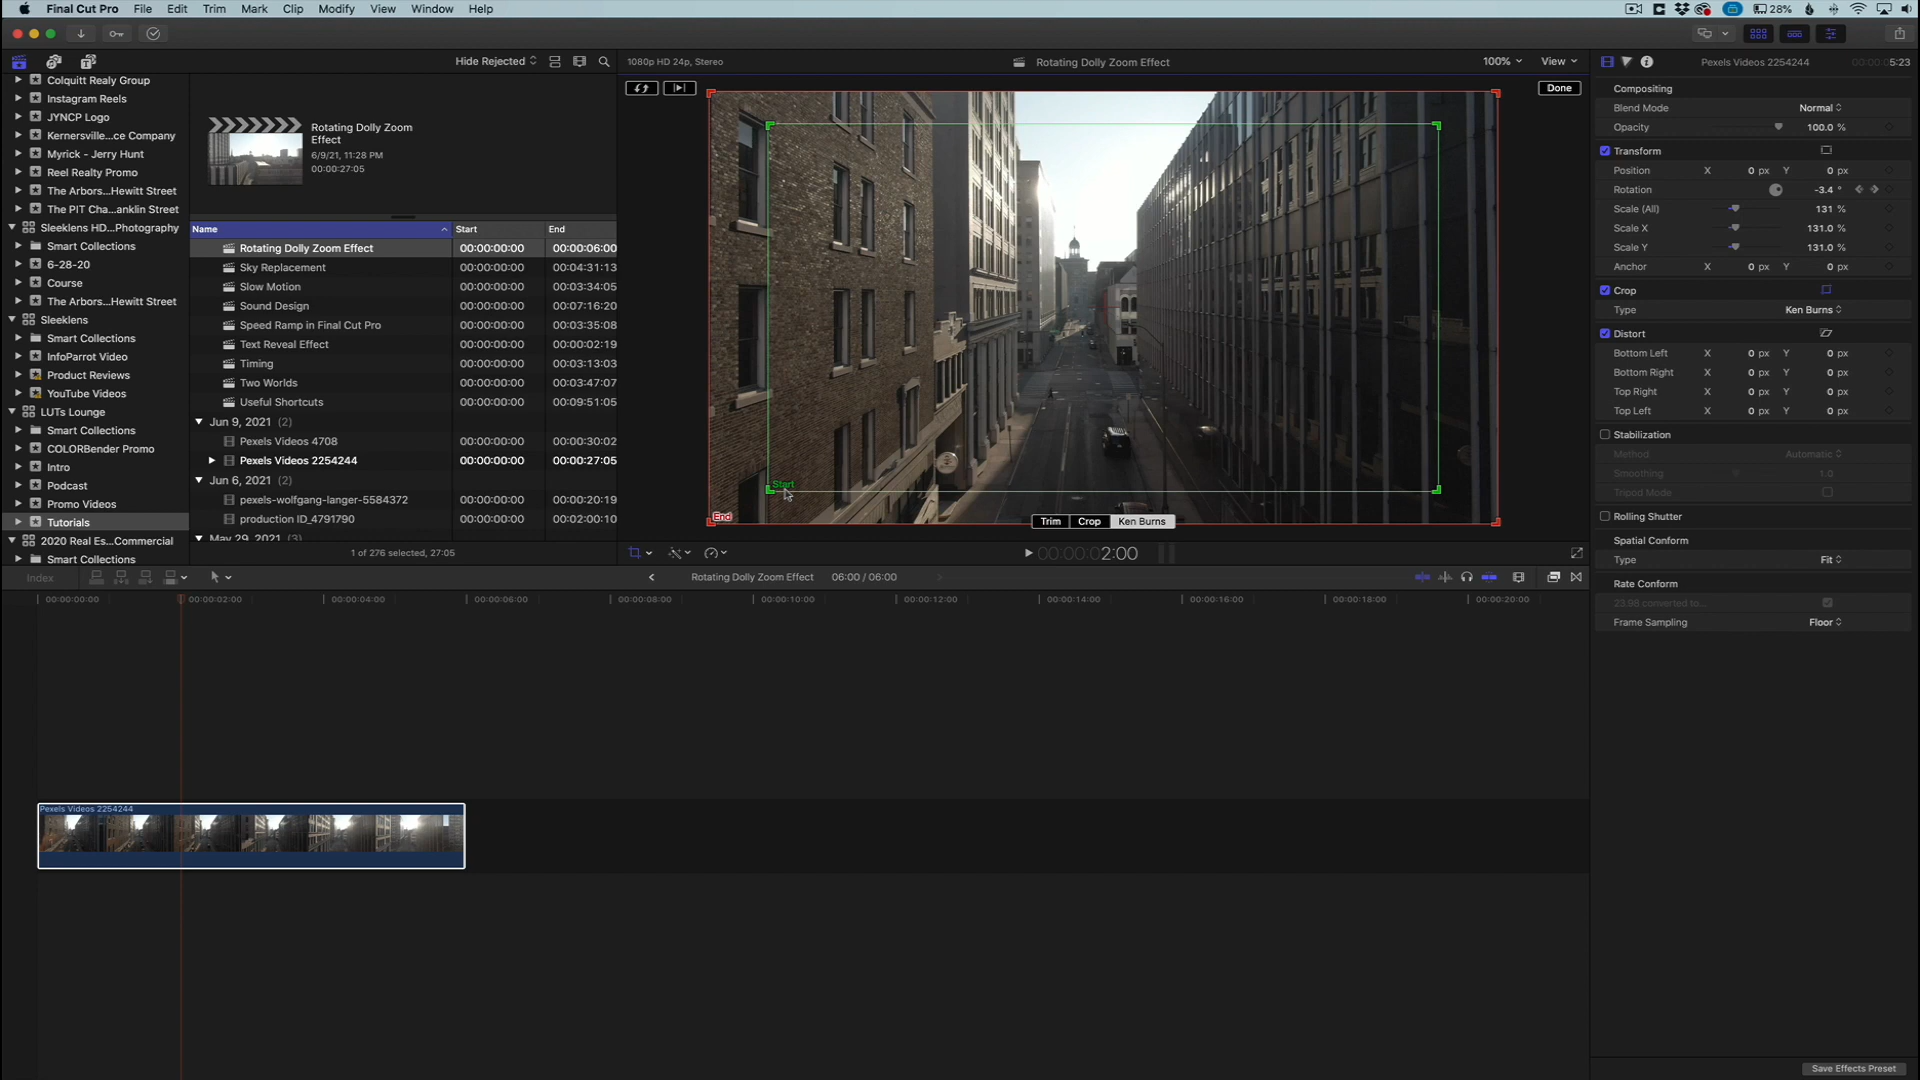 Final Cut Pro File Edit Trim Mark Clip Modify View Window Help 28%
Hide Rejected 1080p HD 24p, Stereo Rotating Dolly Zoom Effect 100% View Pexels Videos 2254244 5:23
Colquitt Realy Group
Instagram Reels
JYNCP Logo
Kernersville...ce Company
Myrick - Jerry Hunt
Reel Realty Promo
The Arbors...Hewitt Street
The PIT Cha...anklin Street
Sleeklens HD...Photography
Smart Collections
6-28-20
Course
The Arbors...Hewitt Street
Sleeklens
Smart Collections
InfoParrot Video
Product Reviews
YouTube Videos
LUTs Lounge
Smart Collections
COLORBender Promo
Intro
Podcast
Promo Videos
Tutorials
2020 Real Es...Commercial
Smart Collections
Rotating Dolly Zoom
Effect
6/9/21, 11:28 PM
00:00:27:05
Name Start End
Rotating Dolly Zoom Effect 00:00:00:00 00:00:06:00
Sky Replacement 00:00:00:00 00:04:31:13
Slow Motion 00:00:00:00 00:03:34:05
Sound Design 00:00:00:00 00:07:16:20
Speed Ramp in Final Cut Pro 00:00:00:00 00:03:35:08
Text Reveal Effect 00:00:00:00 00:00:02:19
Timing 00:00:00:00 00:03:13:03
Two Worlds 00:00:00:00 00:03:47:07
Useful Shortcuts 00:00:00:00 00:09:51:05
Jun 9, 2021 (2)
Pexels Videos 4708 00:00:00:00 00:00:30:02
Pexels Videos 2254244 00:00:00:00 00:00:27:05
Jun 6, 2021 (2)
pexels-wolfgang-langer-5584372 00:00:00:00 00:00:20:19
production ID_4791790 00:00:00:00 00:02:00:10
May 29, 2021 (3)
1 of 276 selected, 27:05
Done
Start
End
Trim Crop Ken Burns
00:00:00:02:00
Compositing
Blend Mode Normal
Opacity 100.0 %
Transform
Position X 0 px Y 0 px
Rotation -3.4 °
Scale (All) 131 %
Scale X 131.0 %
Scale Y 131.0 %
Anchor X 0 px Y 0 px
Crop
Type Ken Burns
Distort
Bottom Left X 0 px Y 0 px
Bottom Right X 0 px Y 0 px
Top Right X 0 px Y 0 px
Top Left X 0 px Y 0 px
Stabilization
Method Automatic
Smoothing 1.0
Tripod Mode
Rolling Shutter
Spatial Conform
Type Fit
Rate Conform
23.98 converted to...
Frame Sampling Floor
Index Rotating Dolly Zoom Effect 06:00 / 06:00
00:00:00:00 00:00:02:00 00:00:04:00 00:00:06:00 00:00:08:00 00:00:10:00 00:00:12:00 00:00:14:00 00:00:16:00 00:00:18:00 00:00:20:00
Pexels Videos 2254244
Save Effects Preset